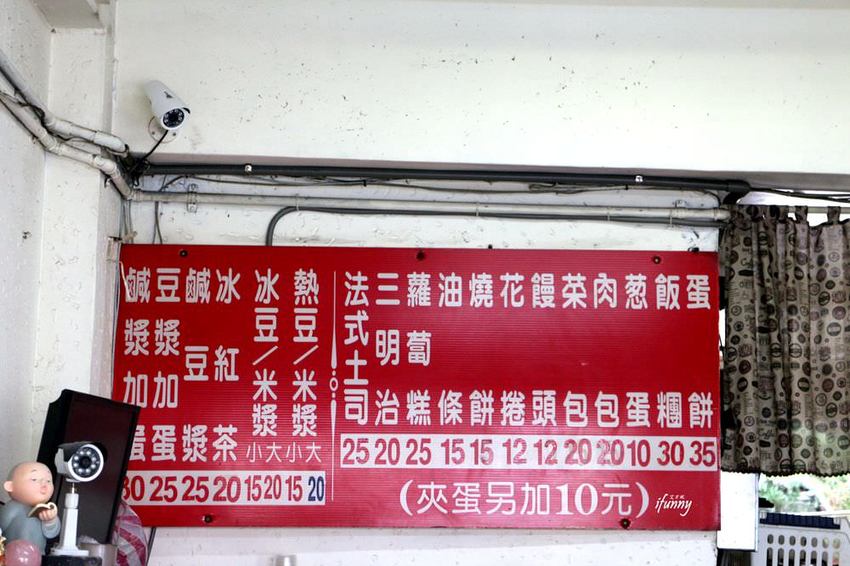 蛋餅 35
飯糰 30
葱蛋 10
肉包 20
菜包 20
饅頭 12
花捲 12
燒餅 15
油條 15
蘿蔔糕 25
三明治 20
法式土司 25
(夾蛋另加10元)
熱豆/米漿 小大 15 20
冰豆/米漿 小大 15 20
冰紅茶 20
鹹豆漿 25
豆漿加蛋 25
鹹漿加蛋 30
ifunny